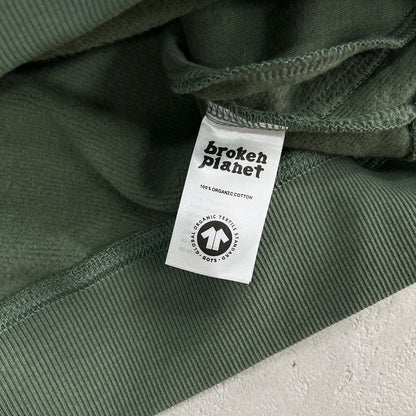 broken
planet
100% ORGANIC COTTON
GLOBAL ORGANIC TEXTILE STANDARD
• GOTS •